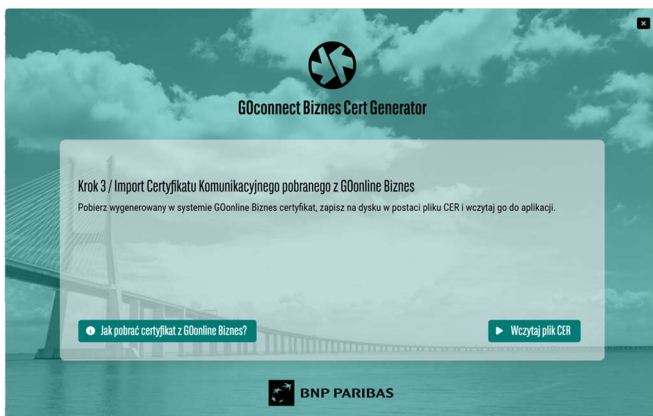 GOconnect Biznes Cert Generator
Krok 3 / Import Certyfikatu Komunikacyjnego pobranego z GOonline Biznes
Pobierz wygenerowany w systemie GOonline Biznes certyfikat, zapisz na dysku w postaci pliku CER i wczytaj go do aplikacji.
Jak pobrać certyfikat z GOonline Biznes?
Wczytaj plik CER
BNP PARIBAS